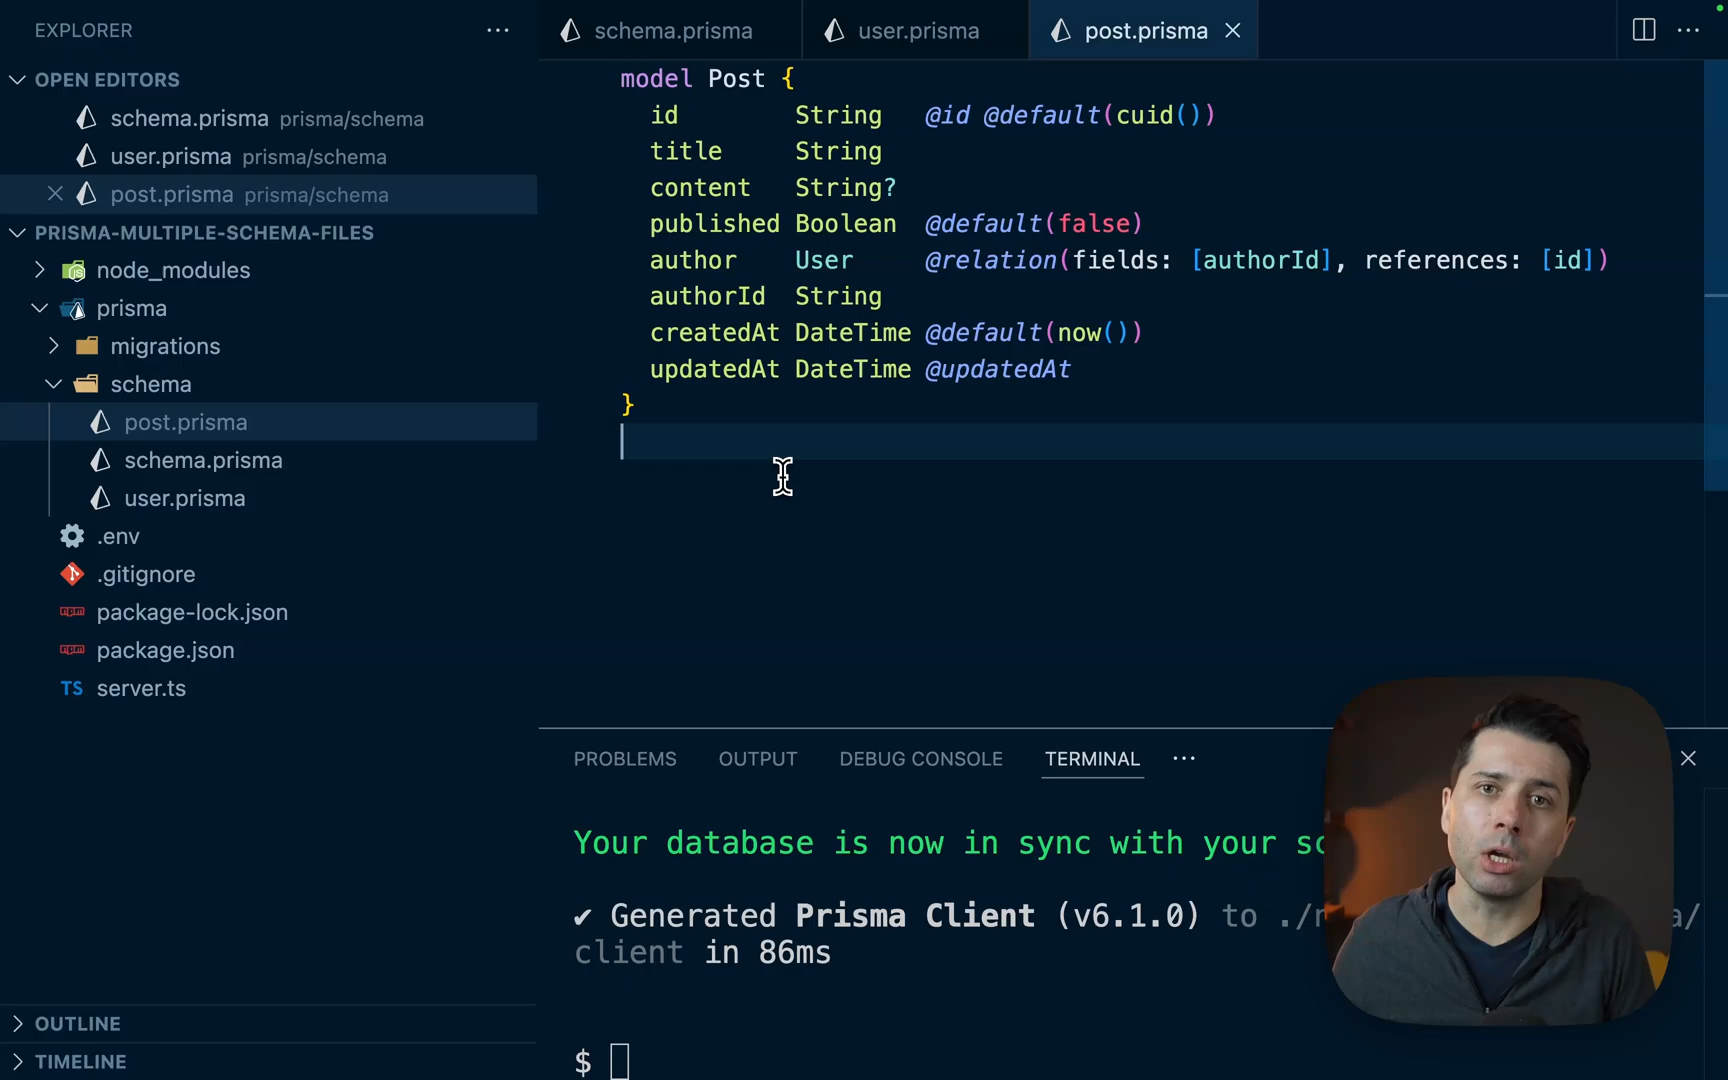 EXPLORER
OPEN EDITORS
schema.prisma prisma/schema
user.prisma prisma/schema
post.prisma prisma/schema
PRISMA-MULTIPLE-SCHEMA-FILES
node_modules
prisma
migrations
schema
post.prisma
schema.prisma
user.prisma
.env
.gitignore
package-lock.json
package.json
TS server.ts
OUTLINE
TIMELINE
schema.prisma
user.prisma
post.prisma
model Post {
id String @id @default(cuid())
title String
content String?
published Boolean @default(false)
author User @relation(fields: [authorId], references: [id])
authorId String
createdAt DateTime @default(now())
updatedAt DateTime @updatedAt
}
PROBLEMS OUTPUT DEBUG CONSOLE TERMINAL
Your database is now in sync with your
✔ Generated Prisma Client (v6.1.0) to
client in 86ms
$